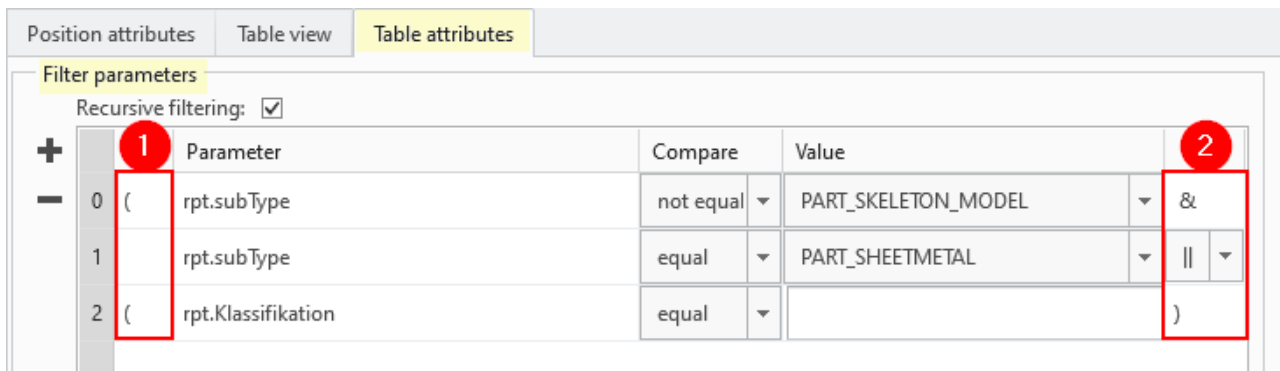 Position attributes Table view Table attributes
Filter parameters
Recursive filtering:
1 Parameter Compare Value 2
0 ( rpt.subType not equal PART_SKELETON_MODEL &
1 rpt.subType equal PART_SHEETMETAL ||
2 ( rpt.Klassifikation equal )